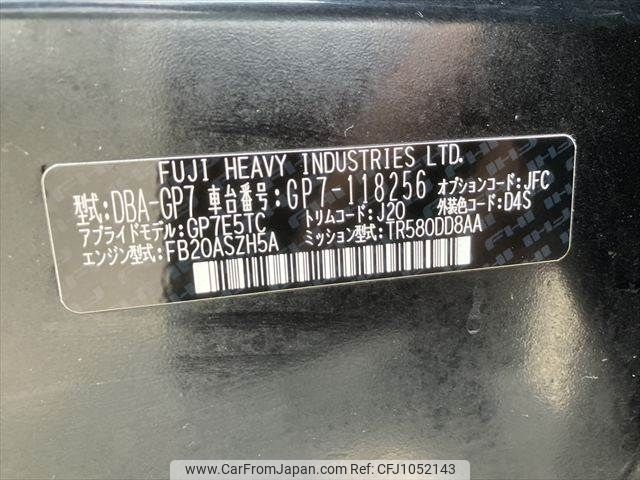 FUJI HEAVY INDUSTRIES LTD.
型式:DBA-GP7 車台番号:GP7-118256 オプションコード:JFC
アプライドモデル:GP7E5TC トリムコード:J20 外装色コード:D4S
エンジン型式:FB20ASZH5A ミッション型式:TR580DD8AA
www.carfromjapan.com Stock ID: CFJ1052143